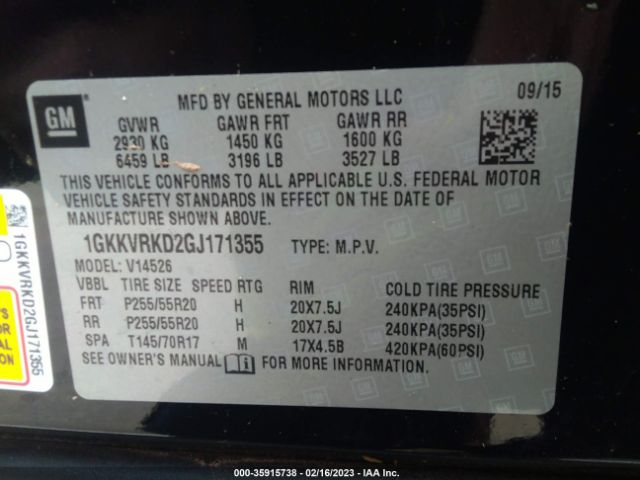 GM
MFD BY GENERAL MOTORS LLC 09/15
GVWR GAWR FRT GAWR RR
2930 KG 1450 KG 1600 KG
6459 LB 3196 LB 3527 LB
THIS VEHICLE CONFORMS TO ALL APPLICABLE U.S. FEDERAL MOTOR
VEHICLE SAFETY STANDARDS IN EFFECT ON THE DATE OF
MANUFACTURE SHOWN ABOVE.
1GKKVRKD2GJ171355 TYPE: M.P.V.
MODEL: V14526
VBBL TIRE SIZE SPEED RTG RIM COLD TIRE PRESSURE
FRT P255/55R20 H 20X7.5J 240KPA(35PSI)
RR P255/55R20 H 20X7.5J 240KPA(35PSI)
SPA T145/70R17 M 17X4.5B 420KPA(60PSI)
SEE OWNER'S MANUAL FOR MORE INFORMATION.
1GKKVRKD2GJ171355
000-35915738 - 02/16/2023 - IAA Inc.